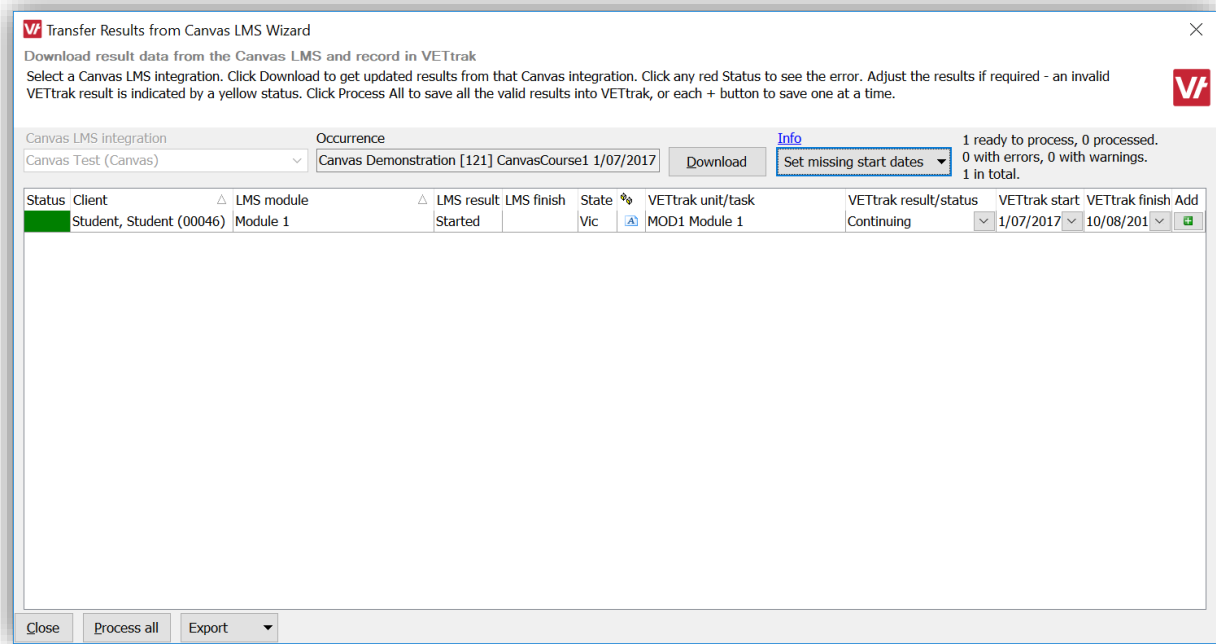 Transfer Results from Canvas LMS Wizard
Download result data from the Canvas LMS and record in VETtrak
Select a Canvas LMS integration. Click Download to get updated results from that Canvas integration. Click any red Status to see the error. Adjust the results if required - an invalid
VETtrak result is indicated by a yellow status. Click Process All to save all the valid results into VETtrak, or each + button to save one at a time.
Canvas LMS integration Occurrence Info 1 ready to process, 0 processed.
Canvas Test (Canvas) Canvas Demonstration [121] CanvasCourse1 1/07/2017 Download Set missing start dates 0 with errors, 0 with warnings.
1 in total.
Status Client LMS module LMS result LMS finish State VETtrak unit/task VETtrak result/status VETtrak start VETtrak finish Add
Student, Student (00046) Module 1 Started Vic A MOD1 Module 1 Continuing 1/07/2017 10/08/201
Close Process all Export